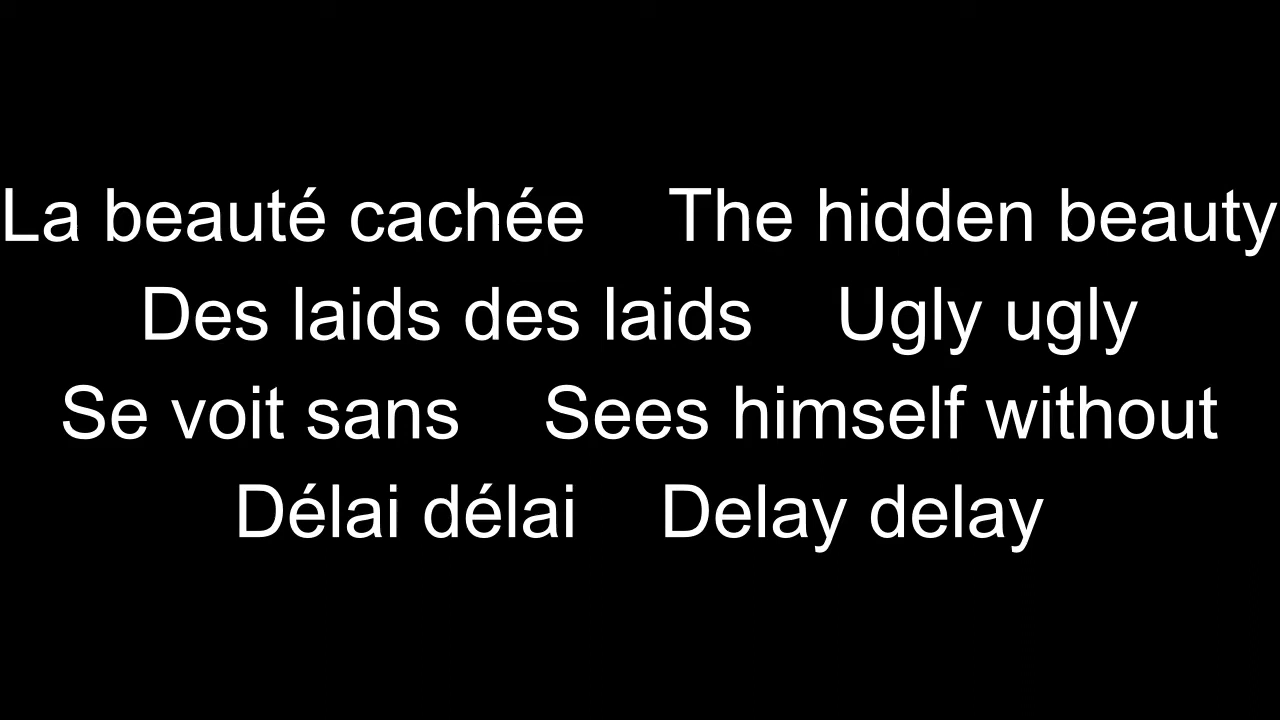 La beauté cachée    The hidden beauty
Des laids des laids    Ugly ugly
Se voit sans    Sees himself without
Délai délai    Delay delay